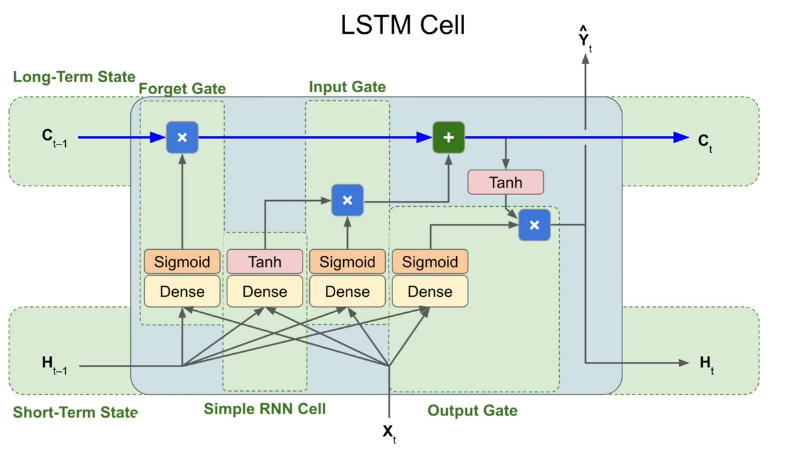 LSTM Cell
Ŷt
Long-Term State
Forget Gate
Input Gate
Ct–1
×
+
Ct
Tanh
×
×
Sigmoid
Tanh
Sigmoid
Sigmoid
Dense
Dense
Dense
Dense
Ht–1
Ht
Short-Term State
Simple RNN Cell
Output Gate
Xt